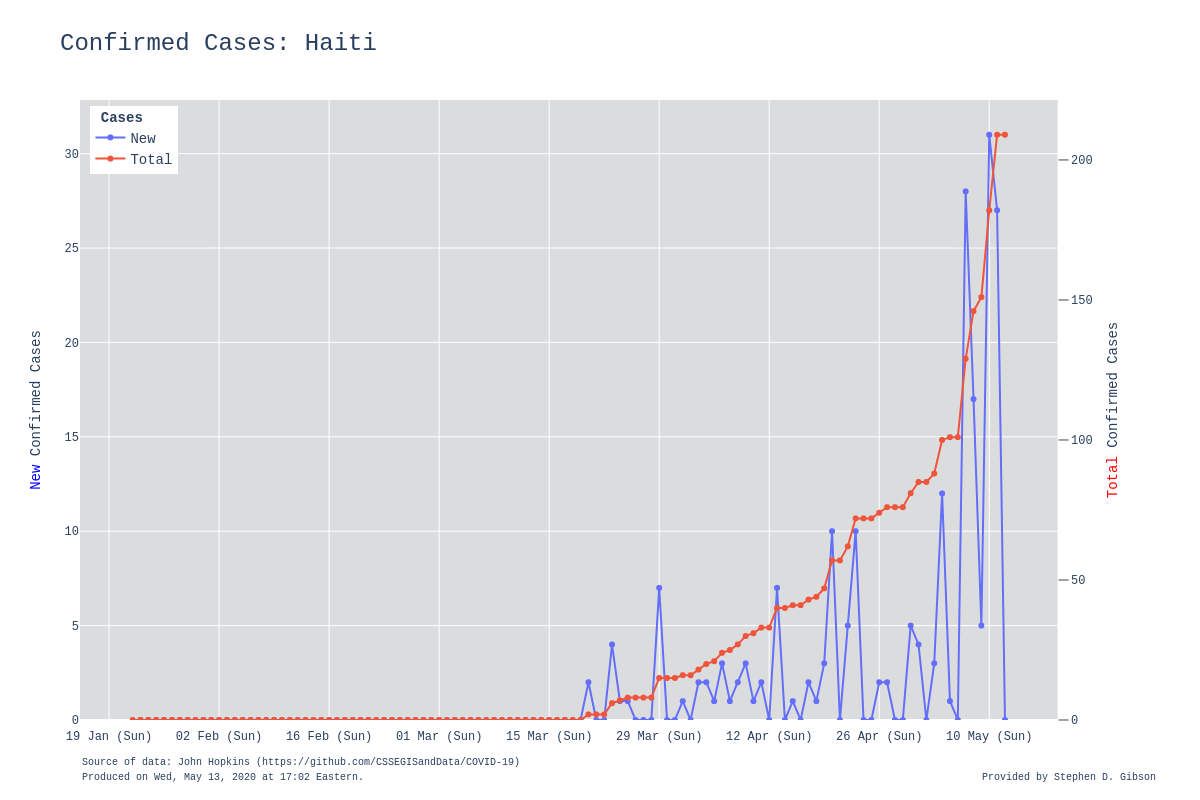 Confirmed Cases: Haiti
Cases
New
Total
30
25
20
15
10
5
0
New Confirmed Cases
200
150
100
50
0
Total Confirmed Cases
19 Jan (Sun) 02 Feb (Sun) 16 Feb (Sun) 01 Mar (Sun) 15 Mar (Sun) 29 Mar (Sun) 12 Apr (Sun) 26 Apr (Sun) 10 May (Sun)
Source of data: John Hopkins (https://github.com/CSSEGISandData/COVID-19)
Produced on Wed, May 13, 2020 at 17:02 Eastern.
Provided by Stephen D. Gibson